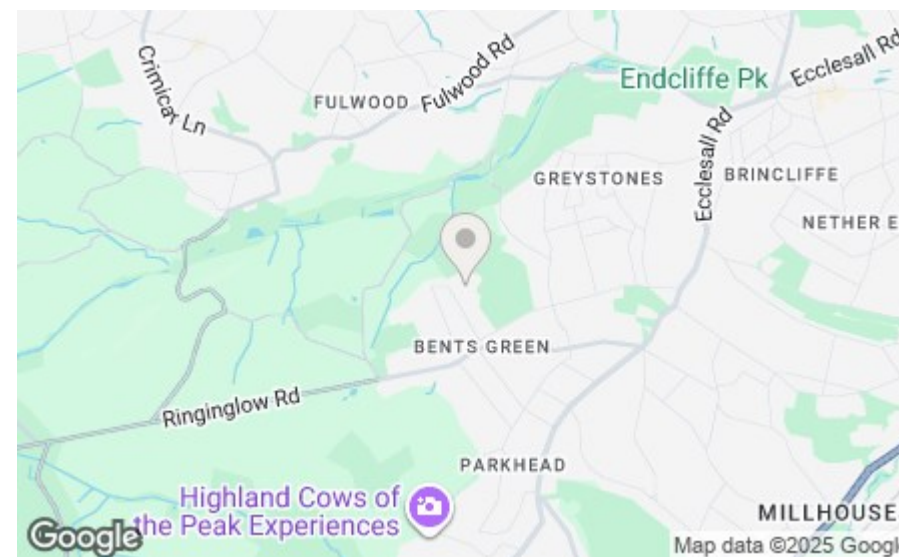 Crimicar Ln
FULWOOD
Fulwood Rd
Endcliffe Pk
Ecclesall Rd
GREYSTONES
Ecclesall Rd
BRINCLIFFE
NETHER E
BENTS GREEN
Ringinglow Rd
PARKHEAD
Highland Cows of
the Peak Experiences
MILLHOUSE
Google
Map data ©2025 Googl